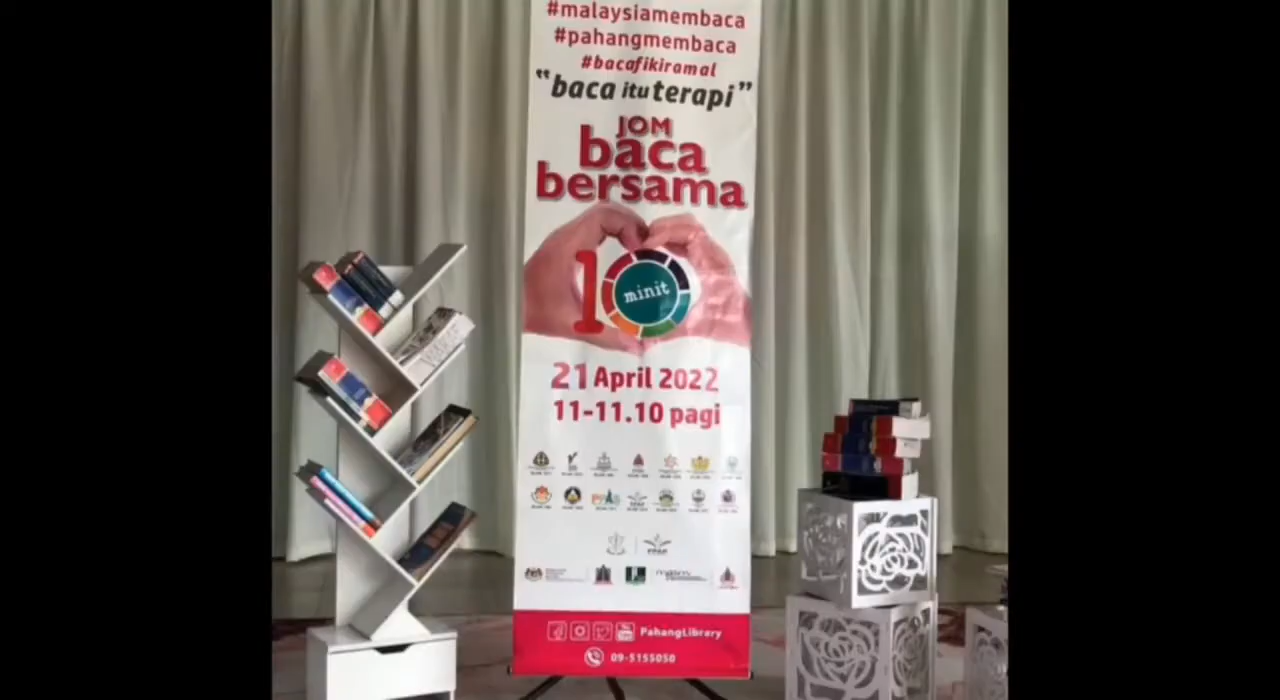 #malaysiamembaca
#pahangmembaca
#bacafikiramal
“baca itu terapi”
JOM
baca
bersama
10 minit
21 April 2022
11-11.10 pagi
PahangLibrary
09-5155050